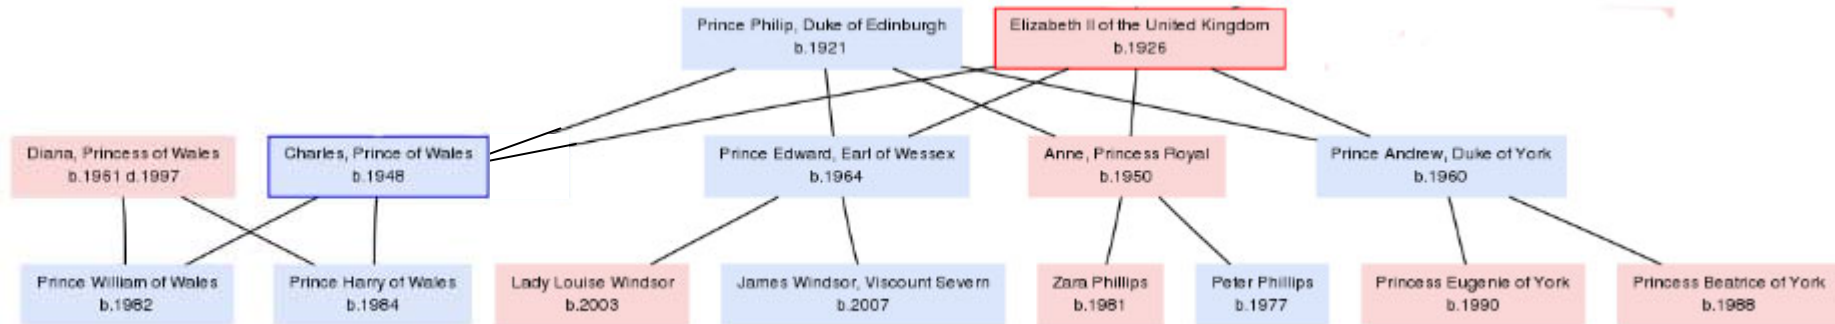 Prince Philip, Duke of Edinburgh
b.1921
Elizabeth II of the United Kingdom
b.1926
Diana, Princess of Wales
b.1961 d.1997
Charles, Prince of Wales
b.1948
Prince Edward, Earl of Wessex
b.1964
Anne, Princess Royal
b.1950
Prince Andrew, Duke of York
b.1960
Prince William of Wales
b.1982
Prince Harry of Wales
b.1984
Lady Louise Windsor
b.2003
James Windsor, Viscount Severn
b.2007
Zara Phillips
b.1981
Peter Phillips
b.1977
Princess Eugenie of York
b.1990
Princess Beatrice of York
b.1988